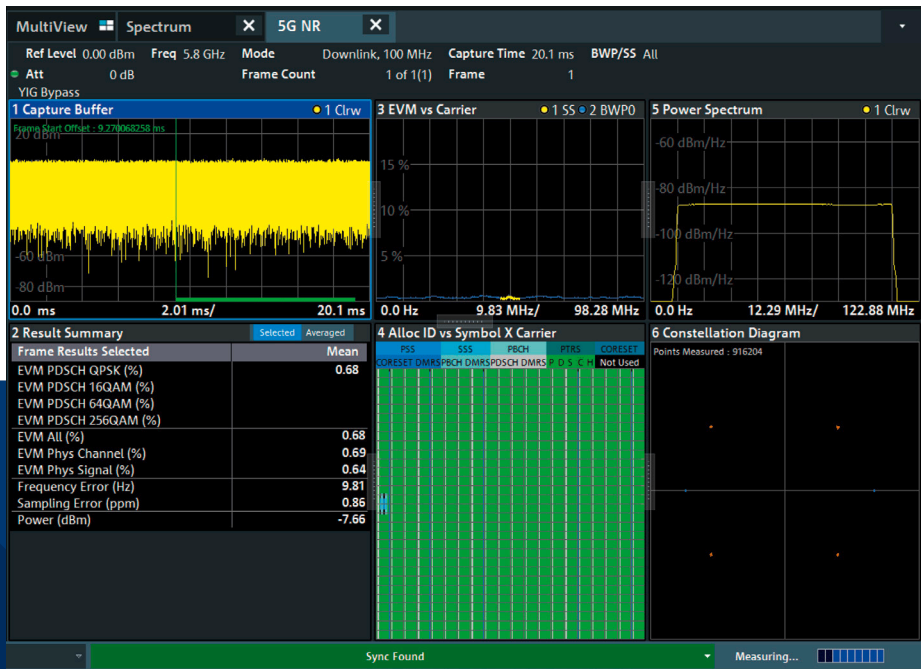 MultiView Spectrum X 5G NR X
Ref Level 0.00 dBm Freq 5.8 GHz Mode Downlink, 100 MHz Capture Time 20.1 ms BWP/SS All
Att 0 dB Frame Count 1 of 1(1) Frame 1
YIG Bypass
1 Capture Buffer 1 Clrw
Frame Start Offset : 9.270068258 ms
20 dBm
-60 dBm
-80 dBm
0.0 ms 2.01 ms/ 20.1 ms
3 EVM vs Carrier 1 SS 2 BWP0
15 %
10 %
5 %
0.0 Hz 9.83 MHz/ 98.28 MHz
5 Power Spectrum 1 Clrw
-60 dBm/Hz
-80 dBm/Hz
-100 dBm/Hz
-120 dBm/Hz
0.0 Hz 12.29 MHz/ 122.88 MHz
2 Result Summary Selected Averaged
Frame Results Selected Mean
EVM PDSCH QPSK (%) 0.68
EVM PDSCH 16QAM (%)
EVM PDSCH 64QAM (%)
EVM PDSCH 256QAM (%)
EVM All (%) 0.68
EVM Phys Channel (%) 0.69
EVM Phys Signal (%) 0.64
Frequency Error (Hz) 9.81
Sampling Error (ppm) 0.86
Power (dBm) -7.66
4 Alloc ID vs Symbol X Carrier
PSS SSS PBCH PTRS CORESET
CORESET DMRS PBCH DMRS PDSCH DMRS P D S C H Not Used
6 Constellation Diagram
Points Measured : 916204
Sync Found Measuring...